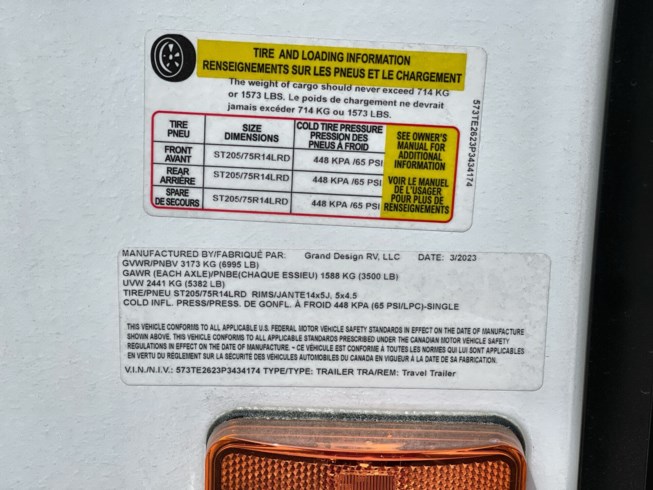 TIRE AND LOADING INFORMATION
RENSEIGNEMENTS SUR LES PNEUS ET LE CHARGEMENT
The weight of cargo should never exceed 714 KG
or 1573 LBS. Le poids de chargement ne devrait
jamais excéder 714 KG ou 1573 LBS.
TIRE PNEU SIZE DIMENSIONS COLD TIRE PRESSURE PRESSION DES PNEUS À FROID
FRONT AVANT ST205/75R14LRD 448 KPA /65 PSI
REAR ARRIÈRE ST205/75R14LRD 448 KPA /65 PSI
SPARE DE SECOURS ST205/75R14LRD 448 KPA /65 PSI
SEE OWNER'S
MANUAL FOR
ADDITIONAL
INFORMATION
VOIR LE MANUEL
DE L'USAGER
POUR PLUS DE
RENSEIGNEMENTS
573TE2623P3434174
MANUFACTURED BY/FABRIQUÉ PAR: Grand Design RV, LLC DATE: 3/2023
GVWR/PNBV 3173 KG (6995 LB)
GAWR (EACH AXLE)/PNBE(CHAQUE ESSIEU) 1588 KG (3500 LB)
UVW 2441 KG (5382 LB)
TIRE/PNEU ST205/75R14LRD RIMS/JANTE14x5J, 5x4.5
COLD INFL. PRESS/PRESS. DE GONFL. À FROID 448 KPA (65 PSI/LPC)-SINGLE
THIS VEHICLE CONFORMS TO ALL APPLICABLE U.S. FEDERAL MOTOR VEHICLE SAFETY STANDARDS IN EFFECT ON THE DATE OF MANUFACTURE
SHOWN ABOVE. THIS VEHICLE CONFORMS TO ALL APPLICABLE STANDARDS PRESCRIBED UNDER THE CANADIAN MOTOR VEHICLE SAFETY
REGULATIONS IN EFFECT ON THE DATE OF MANUFACTURE. - CE VÉHICULE EST CONFORME À TOUTES LES NORMES QUI LUI SONT APPLICABLES
EN VERTU DU RÈGLEMENT SUR LA SÉCURITÉ DES VÉHICULES AUTOMOBILES DU CANADA EN VIGUEUR À LA DATE DE SA FABRICATION.
V.I.N./N.I.V.: 573TE2623P3434174 TYPE/TYPE: TRAILER TRA/REM: Travel Trailer